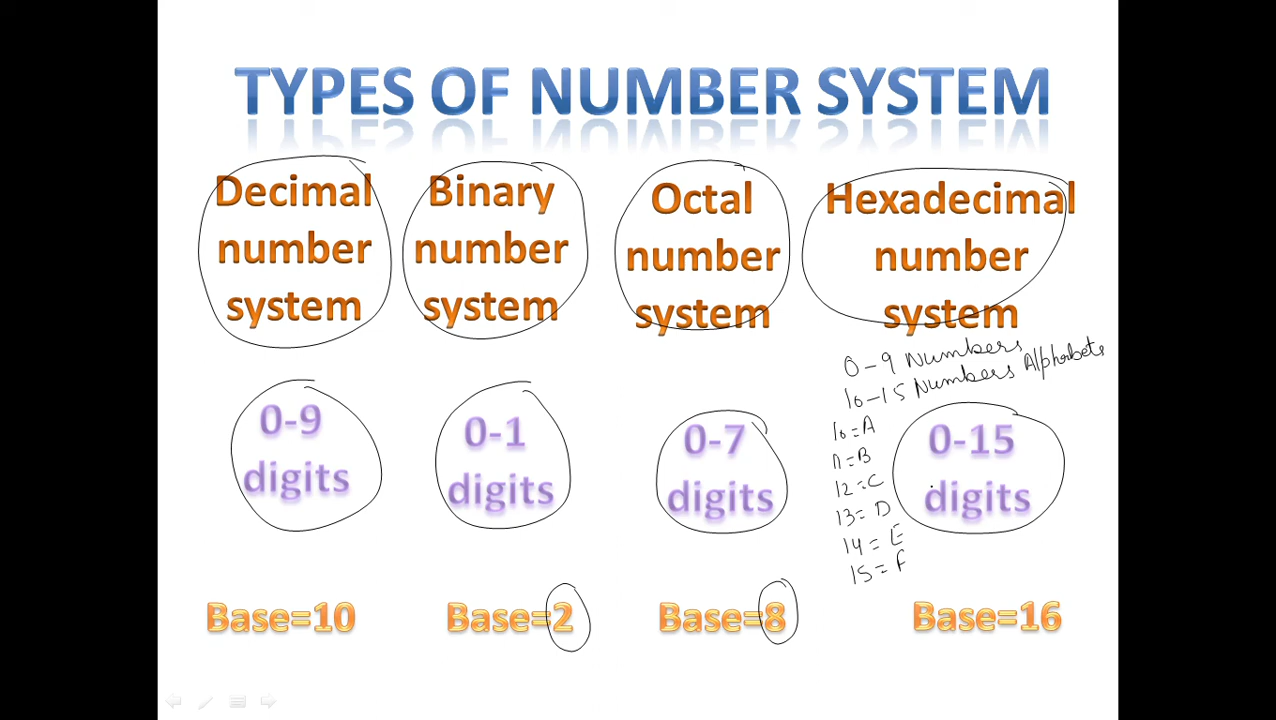 TYPES OF NUMBER SYSTEM
Decimal
number
system
Binary
number
system
Octal
number
system
Hexadecimal
number
system
0-9 Numbers
10-15 Numbers Alphabets
10=A
11=B
12=C
13=D
14=E
15=F
0-9
digits
0-1
digits
0-7
digits
0-15
digits
Base=10
Base=2
Base=8
Base=16